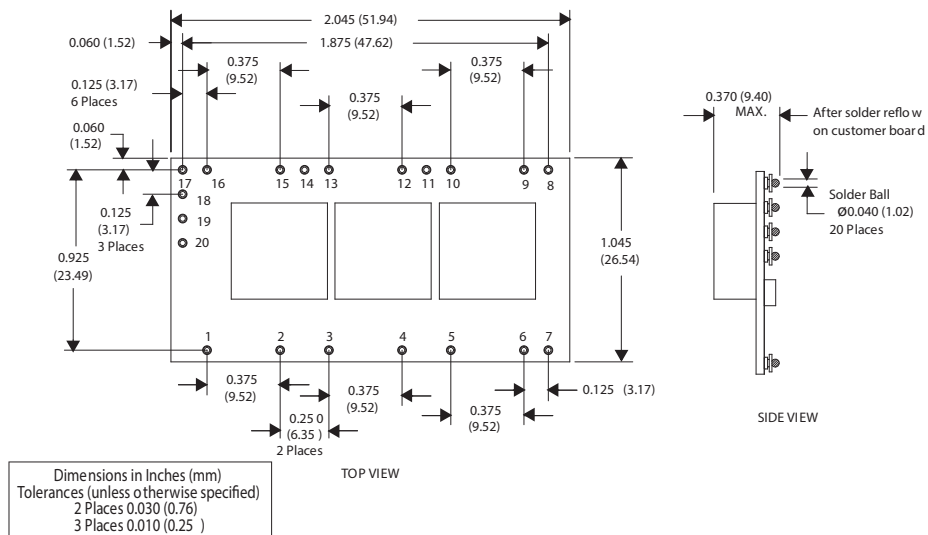 2.045 (51.94)
0.060 (1.52)
1.875 (47.62)
0.375
(9.52)
0.375
(9.52)
0.125 (3.17)
6 Places
0.375
(9.52)
0.370 (9.40)
MAX.
After solder reflo w
on customer board
0.060
(1.52)
17 16 15 14 13 12 11 10 9 8
18
19
20
0.125
(3.17)
3 Places
Solder Ball
Ø0.040 (1.02)
20 Places
0.925
(23.49)
1.045
(26.54)
1 2 3 4 5 6 7
0.375
(9.52)
0.375
(9.52)
0.125 (3.17)
0.25 0
(6.35 )
2 Places
0.375
(9.52)
SIDE VIEW
TOP VIEW
Dimensions in Inches (mm)
Tolerances (unless o therwise specified)
2 Places 0.030 (0.76)
3 Places 0.010 (0.25 )